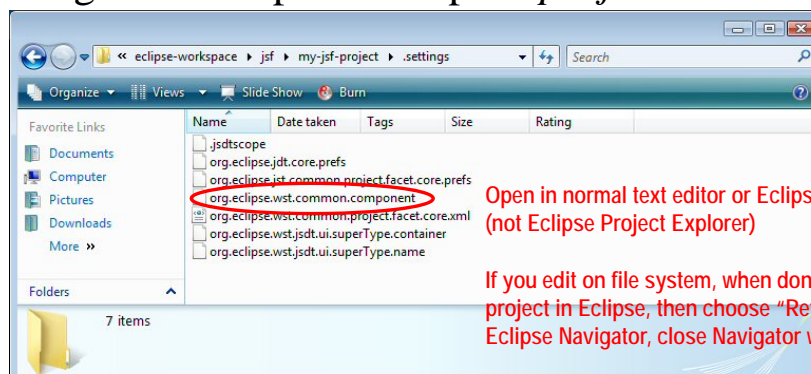 eclipse-workspace jsf my-jsf-project .settings Search
Organize Views Slide Show Burn
Favorite Links
Documents
Computer
Pictures
Downloads
More
Folders
Name Date taken Tags Size Rating
.jsdtscope
org.eclipse.jdt.core.prefs
org.eclipse.jst.common.project.facet.core.prefs
org.eclipse.wst.common.component
org.eclipse.wst.common.project.facet.core.xml
org.eclipse.wst.jsdt.ui.superType.container
org.eclipse.wst.jsdt.ui.superType.name
7 items
Open in normal text editor or Eclips
(not Eclipse Project Explorer)
If you edit on file system, when don
project in Eclipse, then choose "Re
Eclipse Navigator, close Navigator